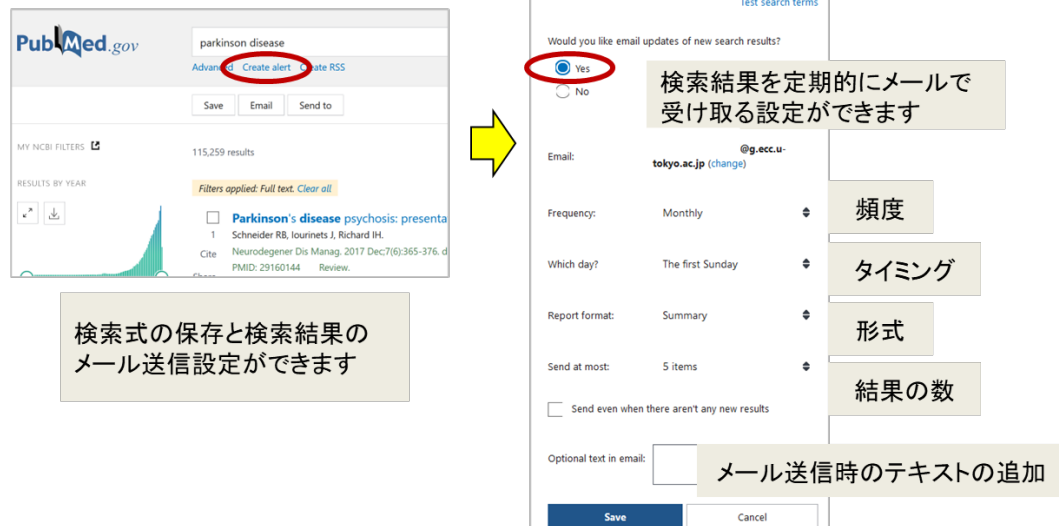 PubMed.gov
parkinson disease
Advanced Create alert Create RSS
Save Email Send to
MY NCBI FILTERS
115,259 results
RESULTS BY YEAR
Filters applied: Full text. Clear all
Parkinson's disease psychosis: presenta
1 Schneider RB, Iourinets J, Richard IH.
Cite Neurodegener Dis Manag. 2017 Dec;7(6):365-376. d
PMID: 29160144 Review.
検索式の保存と検索結果の
メール送信設定ができます
Test search terms
Would you like email updates of new search results?
Yes
No
検索結果を定期的にメールで
受け取る設定ができます
Email: @g.ecc.u-
tokyo.ac.jp (change)
Frequency: Monthly
頻度
Which day? The first Sunday
タイミング
Report format: Summary
形式
Send at most: 5 items
結果の数
Send even when there aren't any new results
Optional text in email:
メール送信時のテキストの追加
Save Cancel